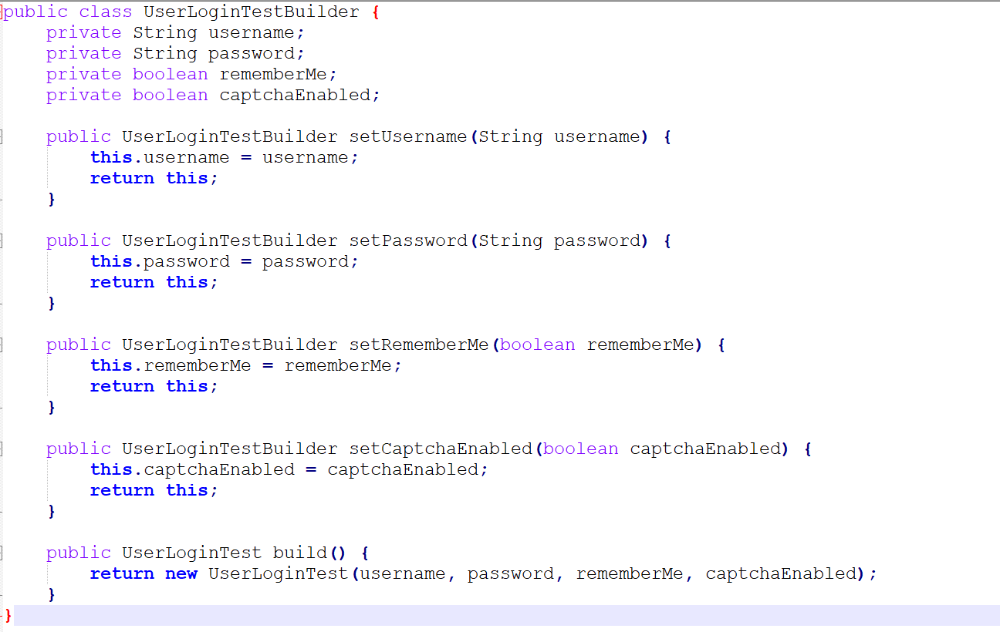 public class UserLoginTestBuilder {
    private String username;
    private String password;
    private boolean rememberMe;
    private boolean captchaEnabled;

    public UserLoginTestBuilder setUsername(String username) {
        this.username = username;
        return this;
    }

    public UserLoginTestBuilder setPassword(String password) {
        this.password = password;
        return this;
    }

    public UserLoginTestBuilder setRememberMe(boolean rememberMe) {
        this.rememberMe = rememberMe;
        return this;
    }

    public UserLoginTestBuilder setCaptchaEnabled(boolean captchaEnabled) {
        this.captchaEnabled = captchaEnabled;
        return this;
    }

    public UserLoginTest build() {
        return new UserLoginTest(username, password, rememberMe, captchaEnabled);
    }
}